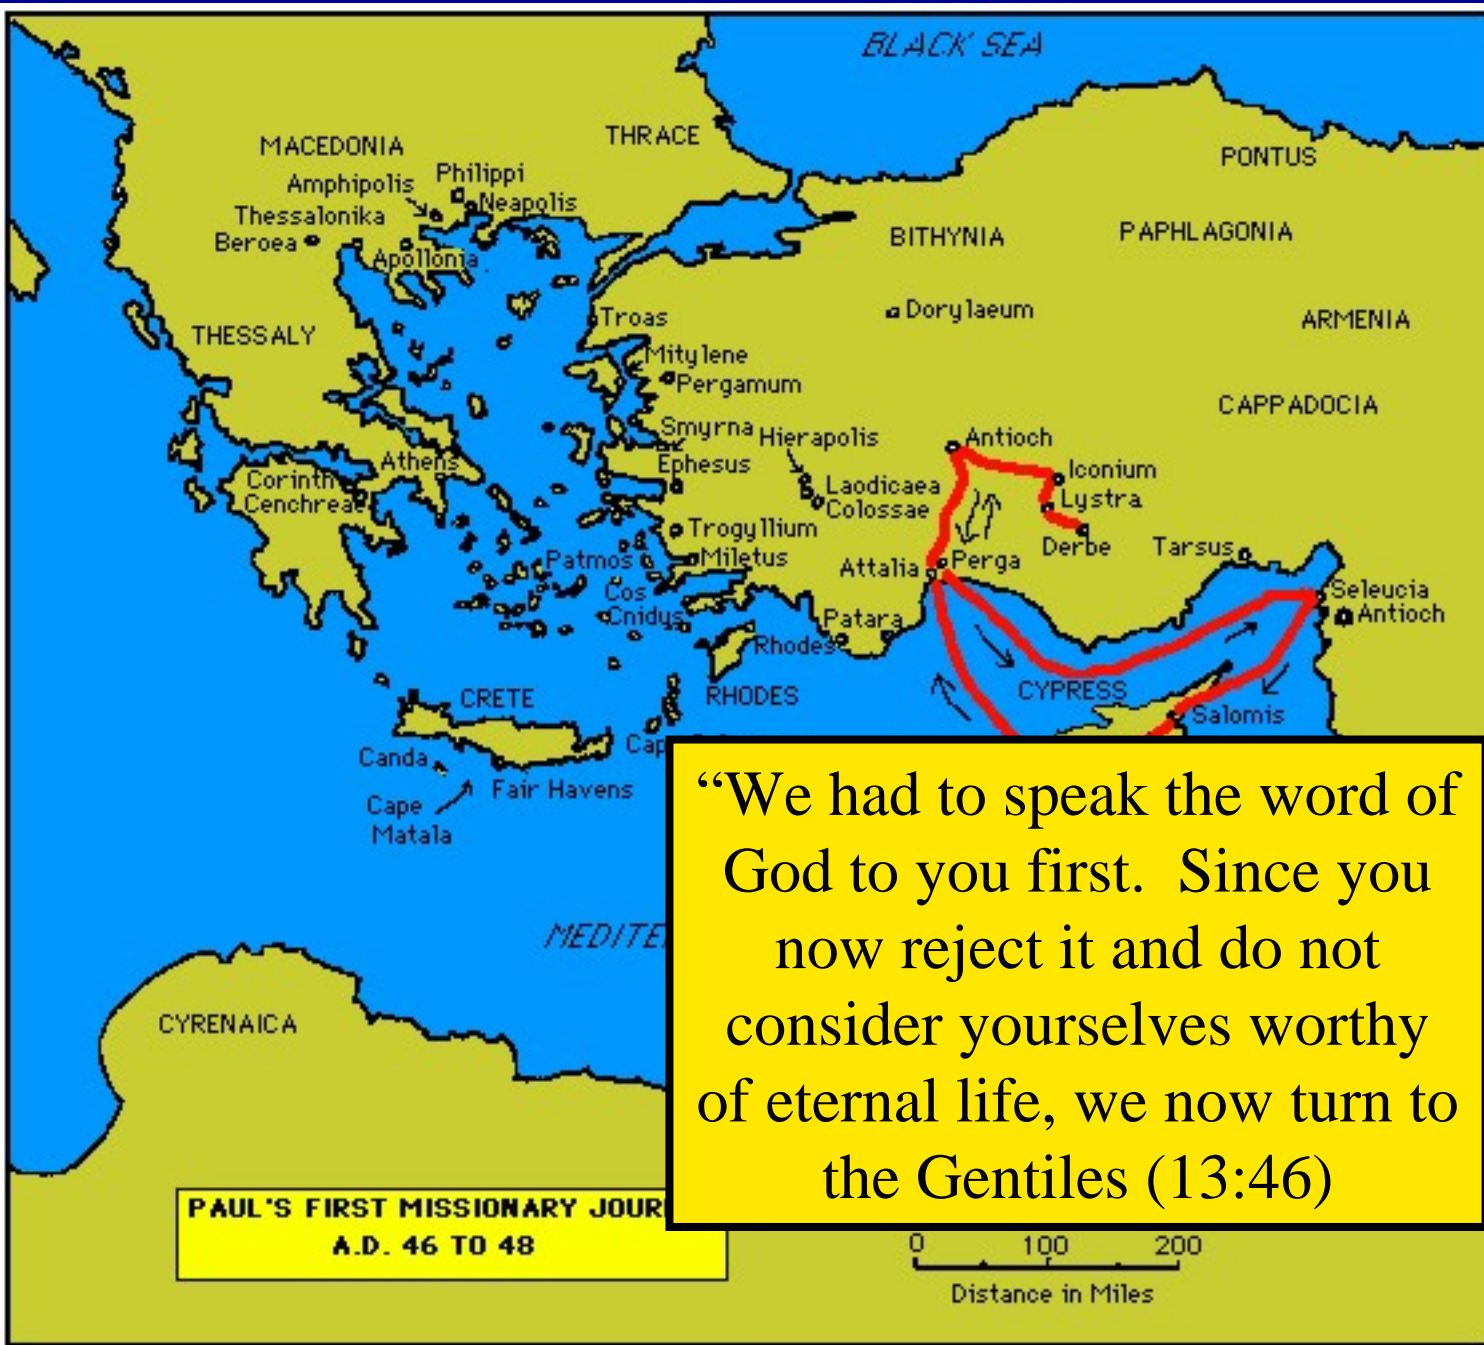 BLACK SEA
THRACE
MACEDONIA
PONTUS
Philippi
Amphipolis
Neapolis
Thessalonika
Beroea
Apollonia
BITHYNIA
PAPHLAGONIA
Dorylaeum
ARMENIA
THESSALY
Troas
Mitylene
Pergamum
CAPPADOCIA
Smyrna
Hierapolis
Antioch
Ephesus
Athens
Corinth
Cenchreae
Iconium
Laodicaea
Lystra
Colossae
Trogyllium
Derbe
Tarsus
Patmos
Miletus
Attalia
Perga
Cos
Cnidus
Seleucia
Antioch
Patara
Rhodes
CRETE
RHODES
CYPRESS
Salomis
Canda
Cap
Fair Havens
Cape
Matala
“We had to speak the word of
God to you first. Since you
now reject it and do not
consider yourselves worthy
of eternal life, we now turn to
the Gentiles (13:46)
MEDITE
CYRENAICA
PAUL'S FIRST MISSIONARY JOUR
A.D. 46 TO 48
0 100 200
Distance in Miles